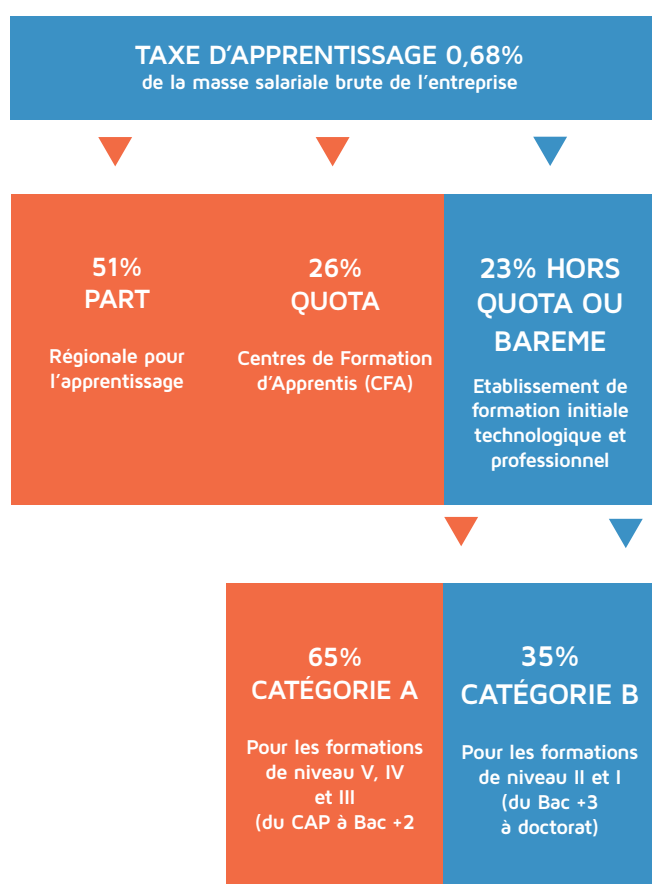 TAXE D'APPRENTISSAGE 0,68%
de la masse salariale brute de l'entreprise
51%
PART
Régionale pour
l'apprentissage
26%
QUOTA
Centres de Formation
d'Apprentis (CFA)
23% HORS
QUOTA OU
BAREME
Etablissement de
formation initiale
technologique et
professionnel
65%
CATÉGORIE A
Pour les formations
de niveau V, IV
et III
(du CAP à Bac +2
35%
CATÉGORIE B
Pour les formations
de niveau II et I
(du Bac +3
à doctorat)